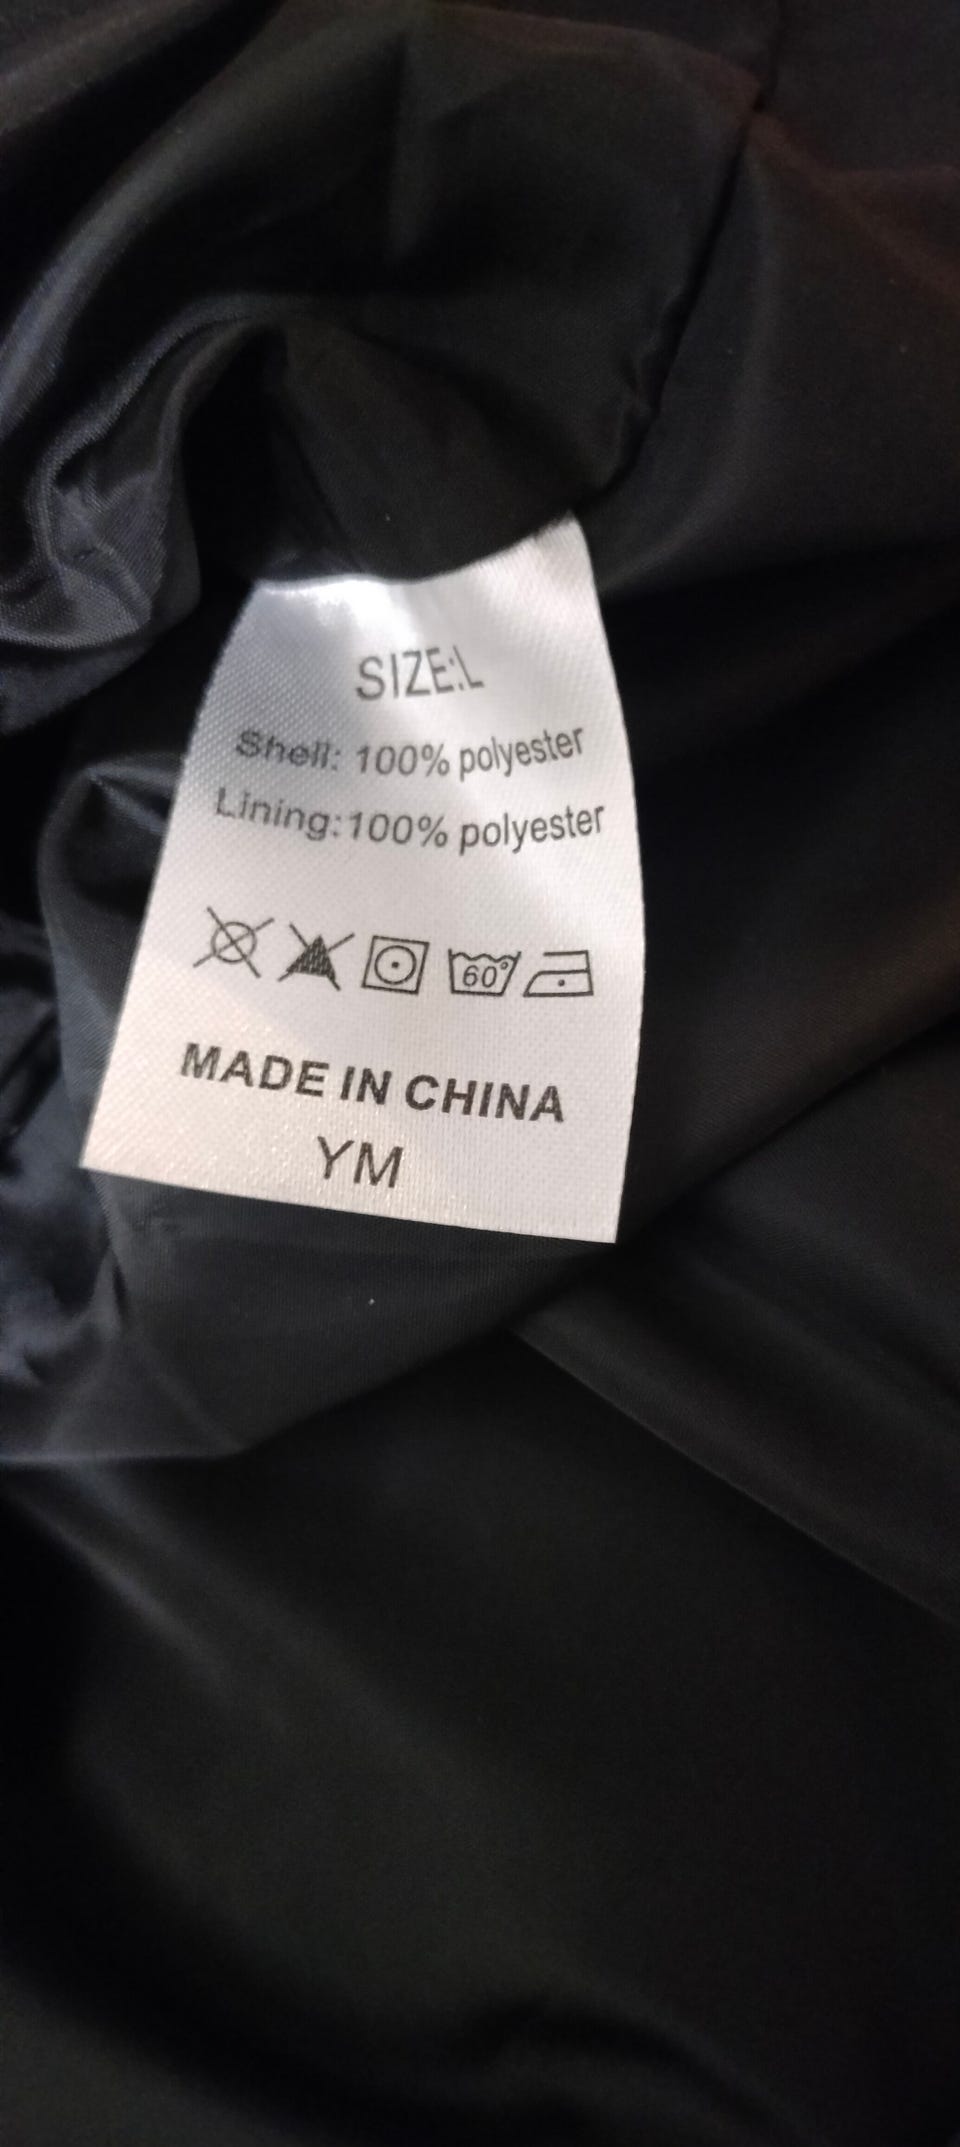 SIZE:L
Shell: 100% polyester
Lining:100% polyester
60°
MADE IN CHINA
YM